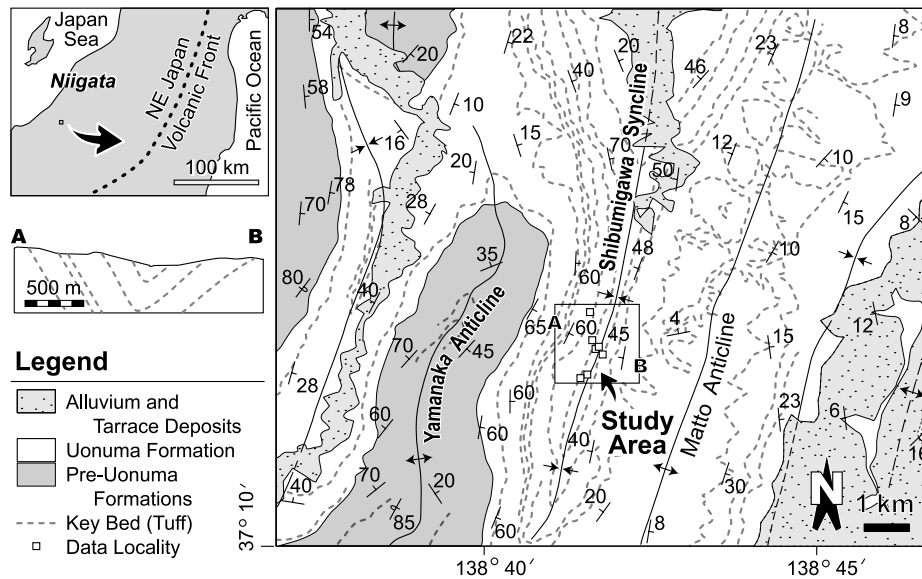 Japan
Sea
Niigata
NE Japan
Volcanic Front
Pacific Ocean
100 km
A
B
500 m
Legend
Alluvium and
Tarrace Deposits
Uonuma Formation
Pre-Uonuma
Formations
Key Bed (Tuff)
Data Locality
54
20
22
20
23
8
58
40
46
10
9
16
15
70
12
10
20
50
78
70
28
15
8
48
35
60
10
80
40
Shibumigawa Syncline
65
A
60
45
4
12
15
70
45
B
28
Yamanaka Anticline
Matto Anticline
60
60
Study
Area
23
6
60
40
16
70
20
40
85
20
30
N
60
8
1 km
37° 10′
138° 40′
138° 45′